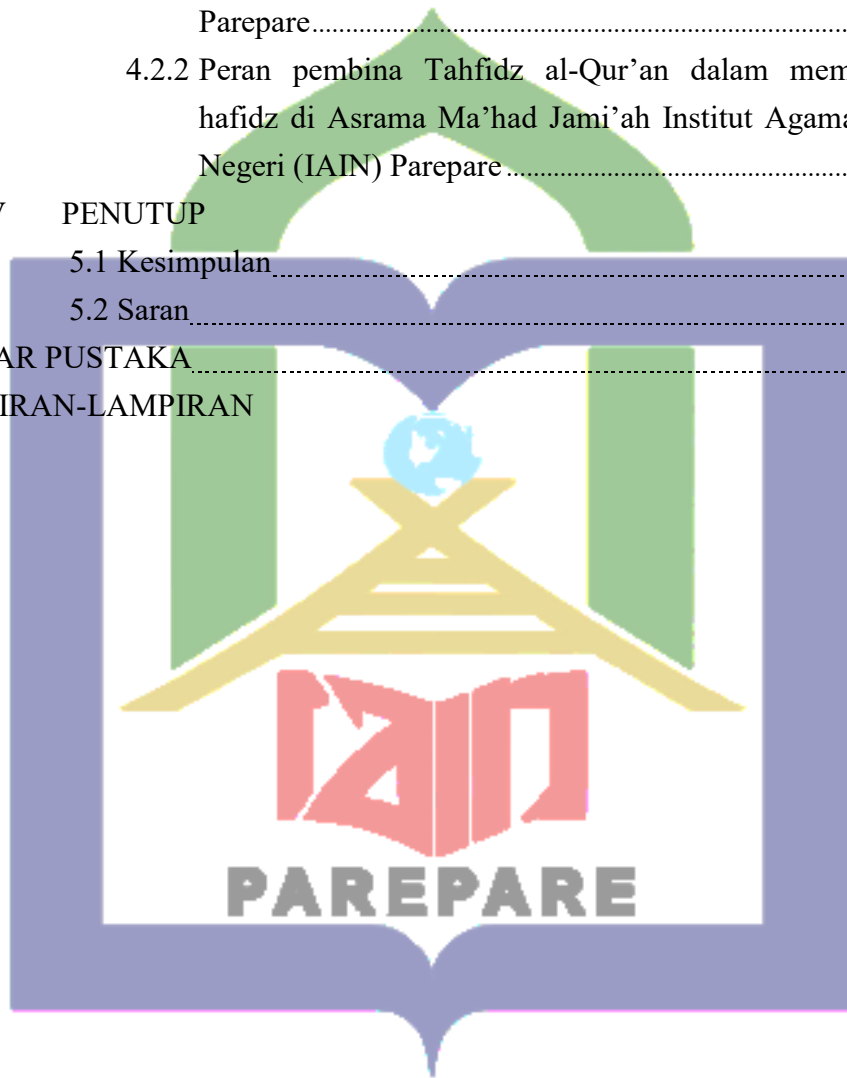 Parepare
4.2.2 Peran pembina Tahfidz al-Qur’an dalam mem
hafidz di Asrama Ma’had Jami’ah Institut Agama
Negeri (IAIN) Parepare
PENUTUP
5.1 Kesimpulan
5.2 Saran
AR PUSTAKA
IRAN-LAMPIRAN
IAIN
PAREPARE